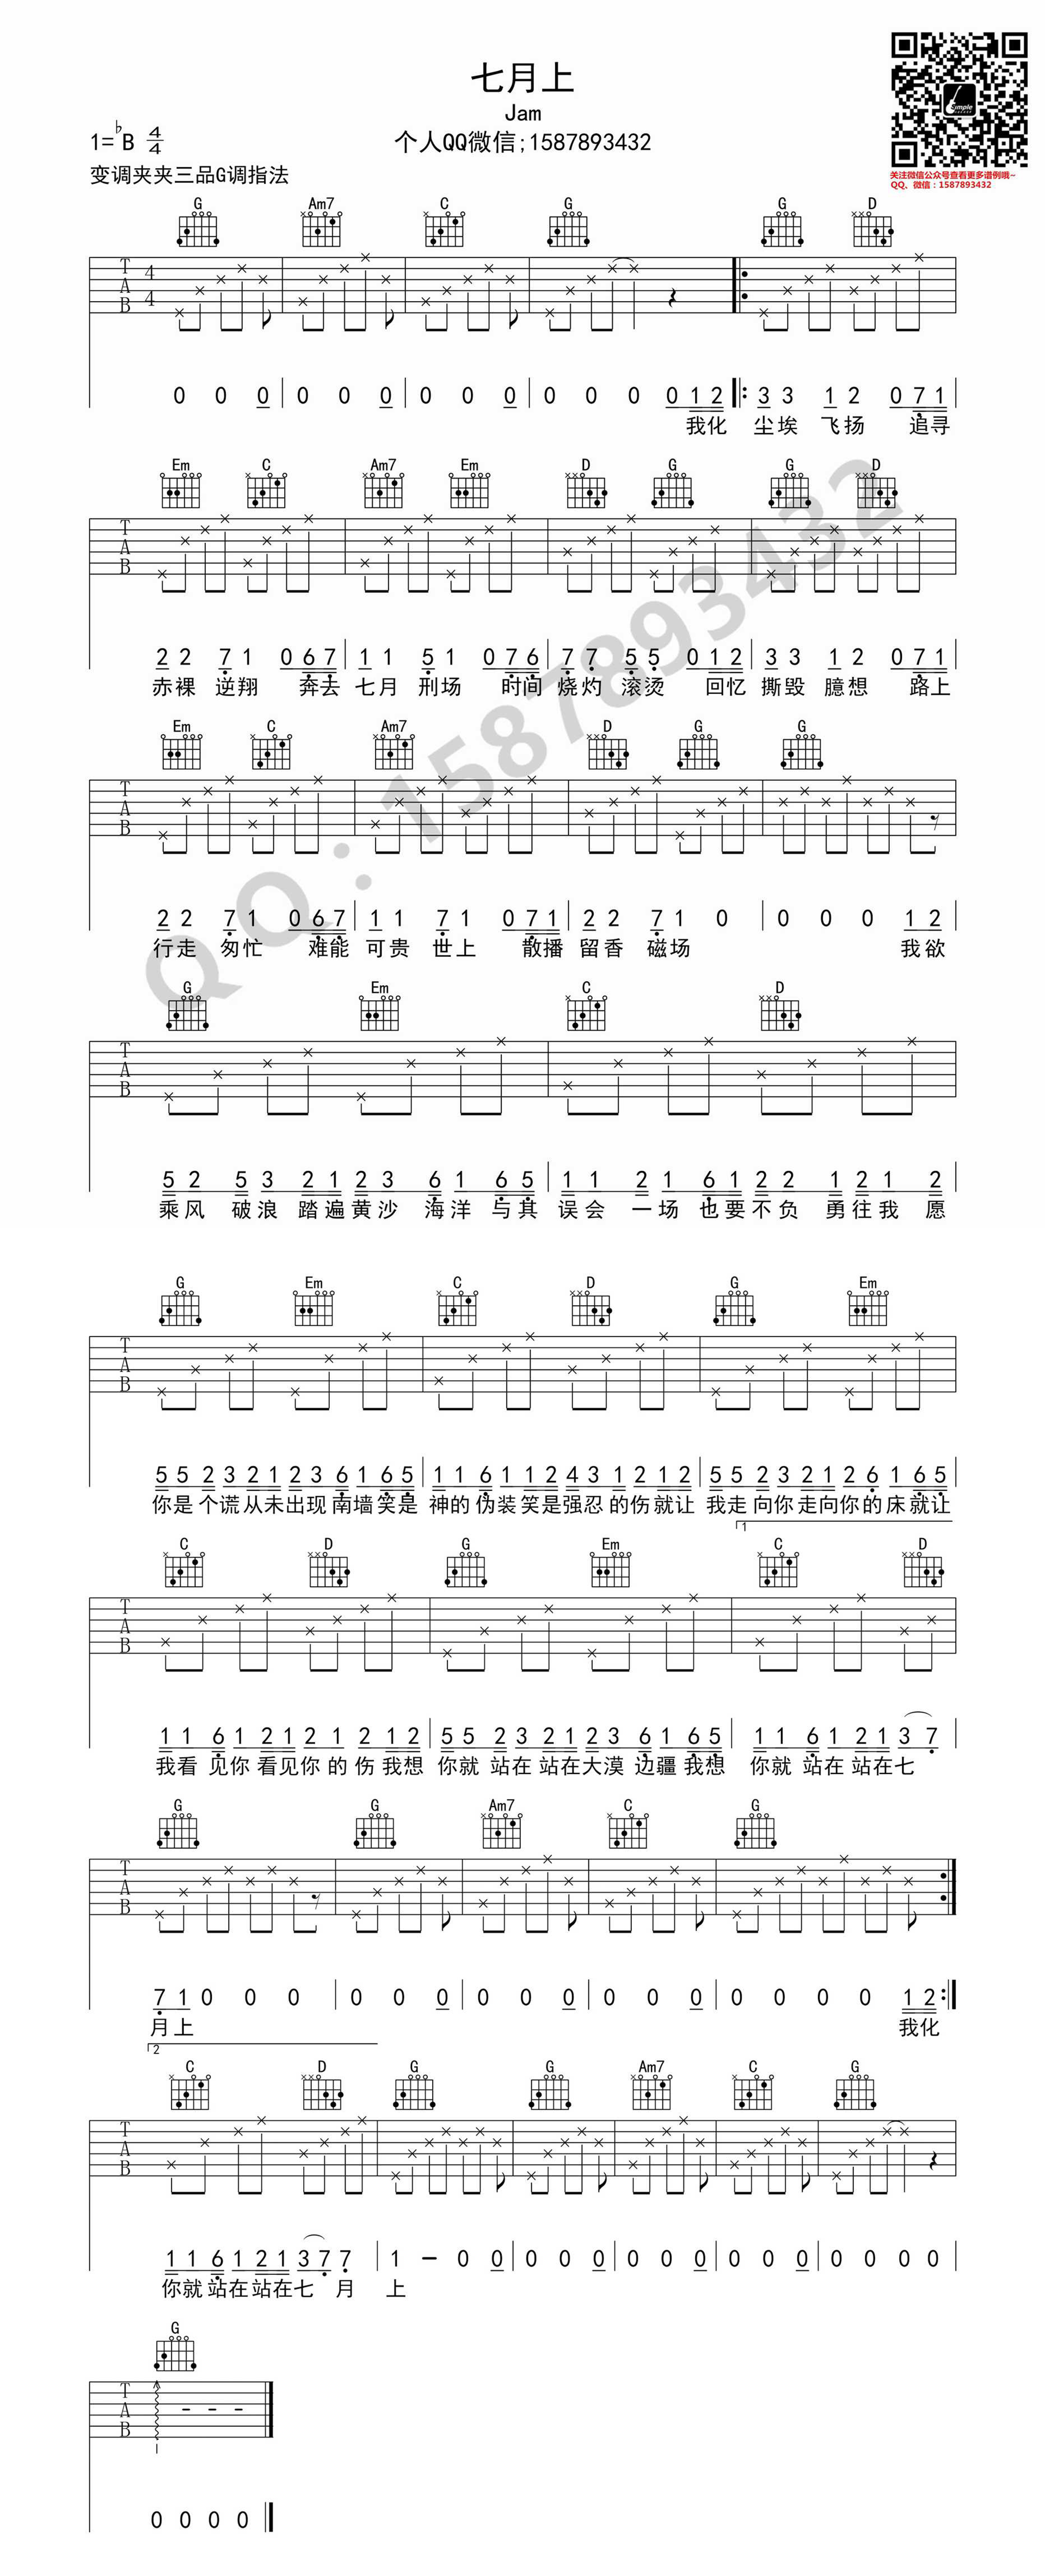 七月上
Jam
个人QQ微信;1587893432
1=♭B 4/4
变调夹夹三品G调指法
Simple
关注微信公众号查看更多谱例哦~
QQ、微信：1587893432
G Am7 C G G D
T A B 4 4
0 0 0 | 0 0 0 | 0 0 0 | 0 0 0 0 1 2 |: 3 3 1 2 0 7 1 |
我化 尘埃 飞扬 追寻
Em C Am7 Em D G G D
T A B
2 2 7 1 0 6 7 | 1 1 5 1 0 7 6 | 7 7 5 5 0 1 2 | 3 3 1 2 0 7 1 |
赤裸 逆翔 奔去 七月 刑场 时间 烧灼 滚烫 回忆 撕毁 臆想 路上
Em C Am7 D G G
T A B
2 2 7 1 0 6 7 | 1 1 7 1 0 7 1 | 2 2 7 1 0 | 0 0 0 1 2 |
行走 匆忙 难能 可贵 世上 散播 留香 磁场 我欲
QQ：1587893432
G Em C D
T A B
5 2 5 3 2 1 2 3 6 1 6 5 | 1 1 2 1 6 1 2 2 1 2 1 2 |
乘风 破浪 踏遍黄沙 海洋 与其 误会 一场 也要不负 勇往我 愿
G Em C D G Em
T A B
5 5 2 3 2 1 2 3 6 1 6 5 | 1 1 6 1 1 2 4 3 1 2 1 2 | 5 5 2 3 2 1 2 6 1 6 5 |
你是个谎从未出现南墙笑是 神的伪装笑是强忍的伤就让 我走向你走向你的床就让
C D G Em 1 C D
T A B
1 1 6 1 2 1 2 1 2 1 2 | 5 5 2 3 2 1 2 3 6 1 6 5 | 1 1 6 1 2 1 3 7 |
我看 见你 看见你 的 伤 我想 你就 站在 站在大漠 边疆 我想 你就 站在 站在七
G G Am7 C G
T A B
7 1 0 0 0 | 0 0 0 | 0 0 0 | 0 0 0 | 0 0 0 0 1 2 :|
月上 我化
2 C D G G Am7 C G
T A B
1 1 6 1 2 1 3 7 7 | 1 – 0 0 | 0 0 0 | 0 0 0 | 0 0 0 | 0 0 0 0 |
你就站在站在七 月 上
G
T A B - - -
0 0 0 0